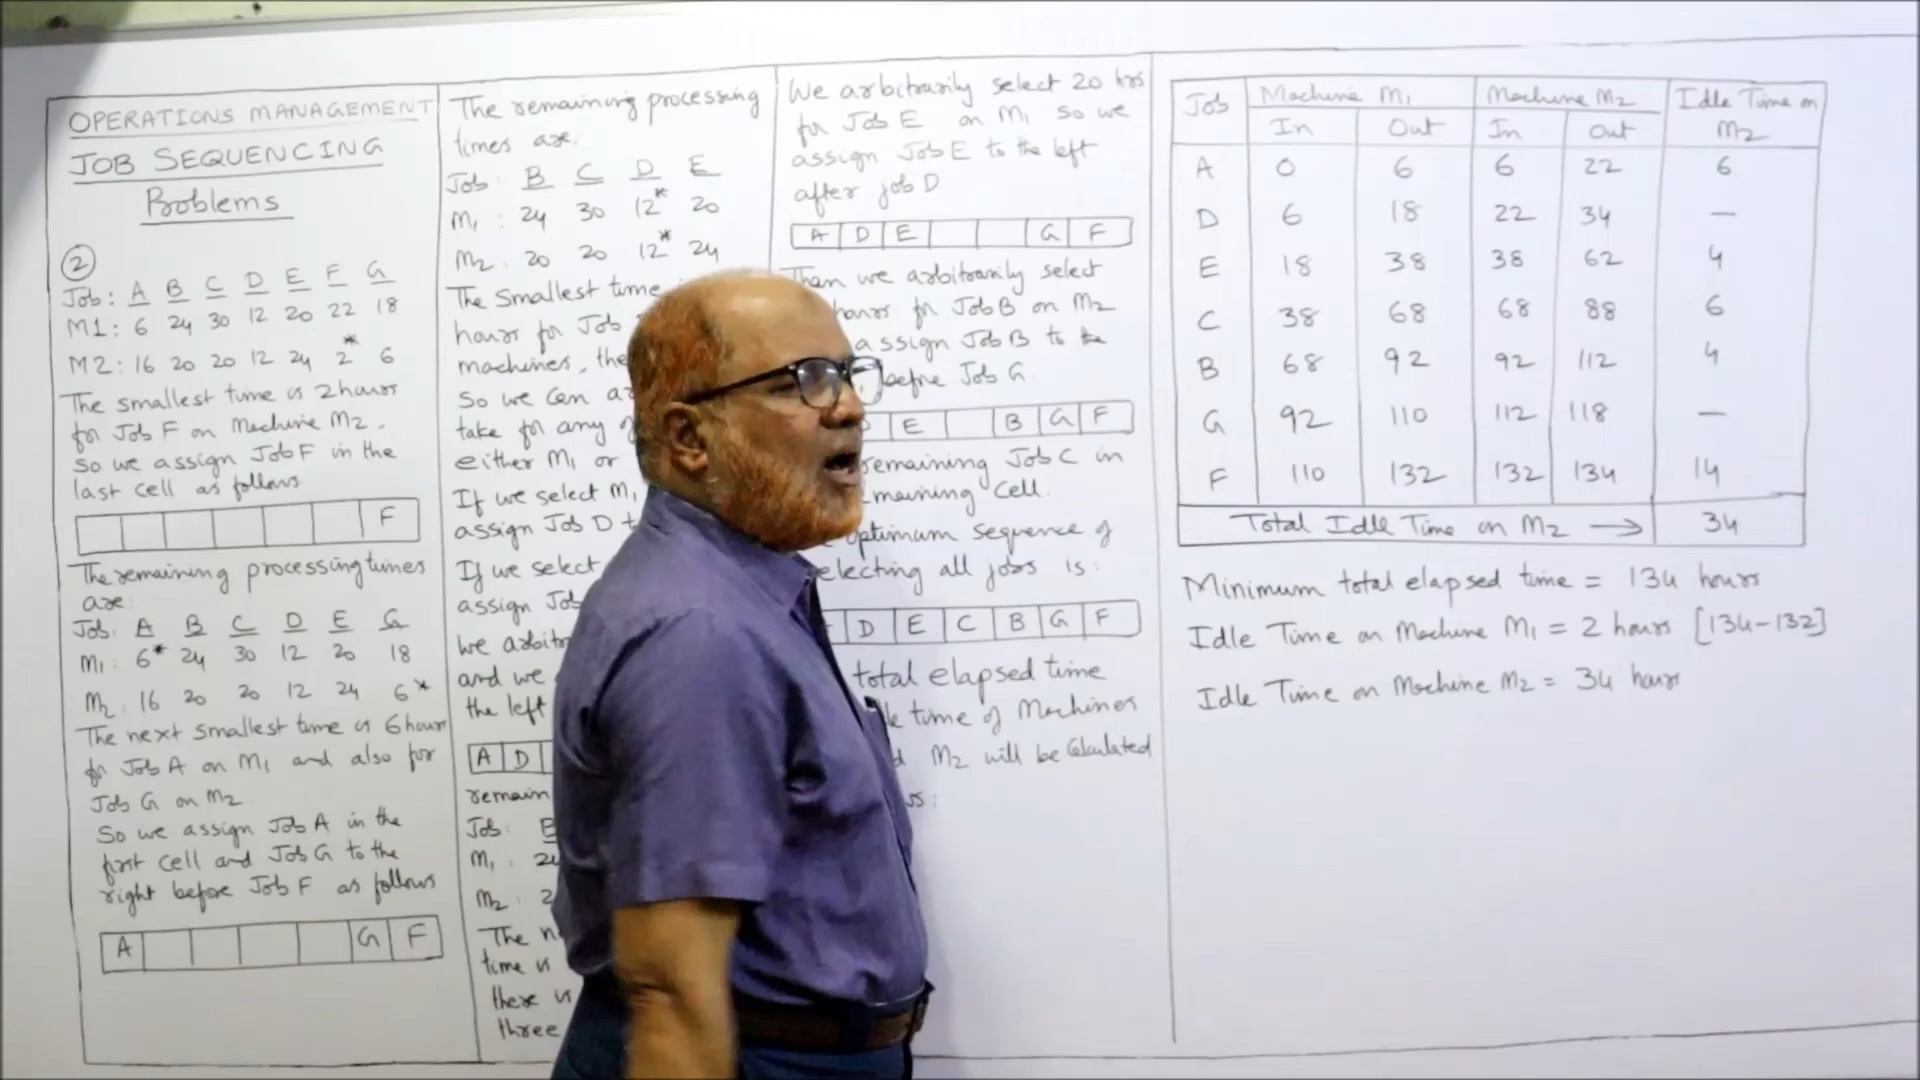 OPERATIONS MANAGEMENT
JOB SEQUENCING
Problems
2
Job: A B C D E F G
M1: 6 24 30 12 20 22 18
M2: 16 20 20 12 24 2* 6
The smallest time is 2 hours
for Job F on Machine M2.
So we assign Job F in the
last cell as follows
F
The remaining processing times
are:
Job: A B C D E G
M1: 6* 24 30 12 20 18
M2: 16 20 20 12 24 6*
The next smallest time is 6 hours
for Job A on M1 and also for
Job G on M2
So we assign Job A in the
first cell and Job G to the
right before Job F as follows
A G F
The remaining processing
times are:
Job: B C D E
M1: 24 30 12* 20
M2: 20 20 12* 24
The smallest time
hours for Job
machines, the
So we can
take for any
either M1 or
If we select M1
assign Job D
If we select
assign Job
we
and we
the left
A D
remain
Job:
M1:
M2: 2
The
time is
there is
three
We arbitrarily select 20 hrs
for Job E on M1 so we
assign Job E to the left
after job D
A D E G F
Then we arbitrarily select
hours for Job B on M2
assign Job B to the
before Job G.
E B G F
remaining Job C in
cell.
optimum sequence of
all jobs is:
D E C B G F
total elapsed time
time of Machines
M2 will be Calculated
Job Machine M1 Machine M2 Idle Time on M2
In Out In Out
A 0 6 6 22 6
D 6 18 22 34 —
E 18 38 38 62 4
C 38 68 68 88 6
B 68 92 92 112 4
G 92 110 112 118 —
F 110 132 132 134 14
Total Idle Time on M2 → 34
Minimum total elapsed time = 134 hours
Idle Time on Machine M1 = 2 hours [134-132]
Idle Time on Machine M2 = 34 hours